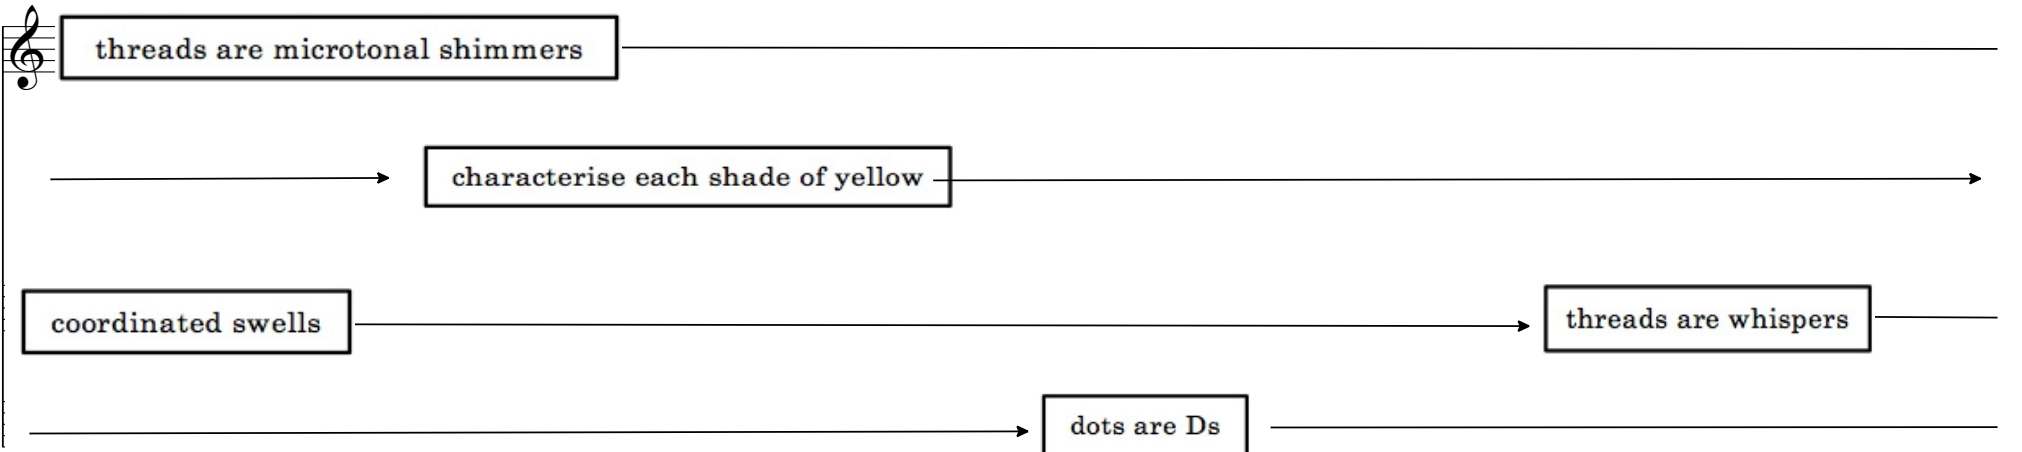 threads are microtonal shimmers
characterise each shade of yellow
coordinated swells
threads are whispers
dots are Ds